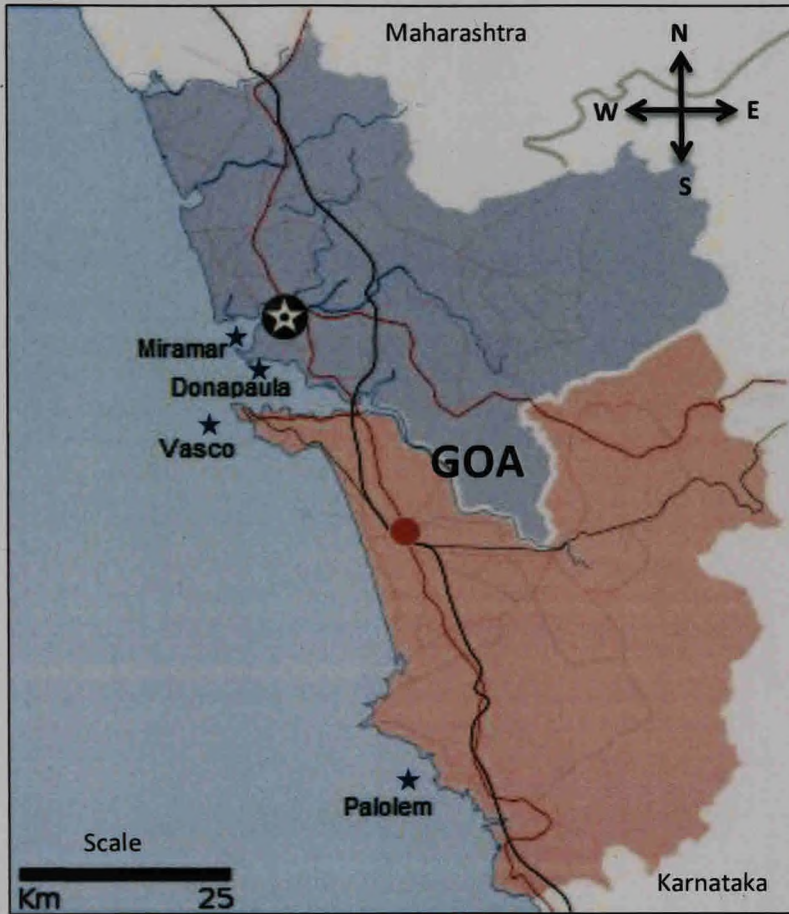 Maharashtra
N
W E
S
Miramar
Donapaula
Vasco
GOA
Palolem
Scale
Km 25
Karnataka